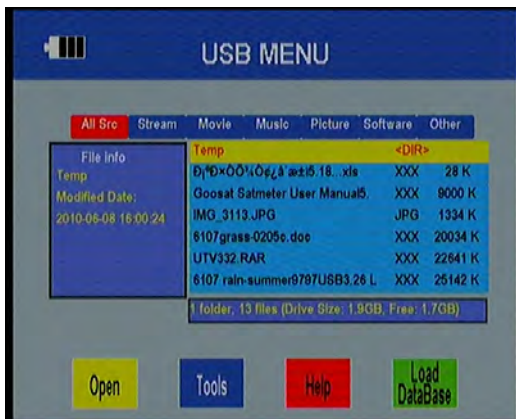 USB MENU
All Src Stream Movie Music Picture Software Other
File Info
Temp
Modified Date:
2010-06-08 16:00:24
Temp <DIR>
.xls XXX 28 K
Goosat Satmeter User Manual5. XXX 9000 K
IMG_3113.JPG JPG 1334 K
6107grass-0205c.doc XXX 20034 K
UTV332.RAR XXX 22641 K
6107 rain-summer9797USB3.26 L XXX 25142 K
1 folder, 13 files (Drive Size: 1.9GB, Free: 1.7GB)
Open Tools Help Load
DataBase